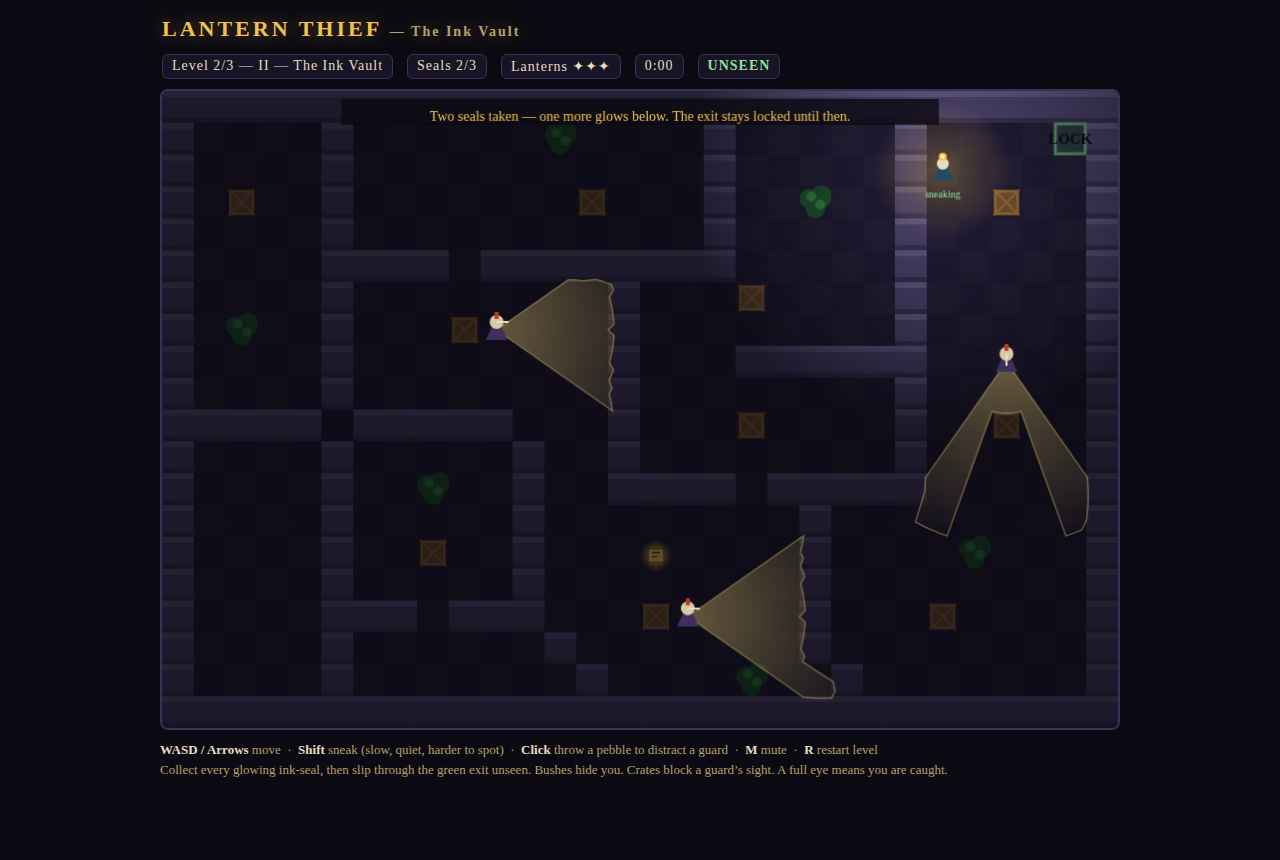 LANTERN THIEF — The Ink Vault
Level 2/3 — II — The Ink Vault Seals 2/3 Lanterns ✦✦✦ 0:00 UNSEEN
Two seals taken — one more glows below. The exit stays locked until then.
LOCK
sneaking
WASD / Arrows move · Shift sneak (slow, quiet, harder to spot) · Click throw a pebble to distract a guard · M mute · R restart level
Collect every glowing ink-seal, then slip through the green exit unseen. Bushes hide you. Crates block a guard’s sight. A full eye means you are caught.